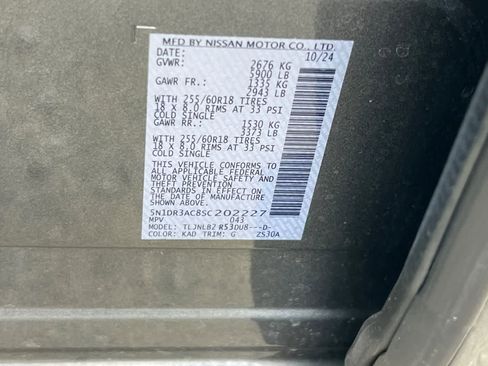 MFD BY NISSAN MOTOR CO., LTD.
DATE: 10/24
GVWR: 2676 KG
5900 LB
GAWR FR.: 1335 KG
2943 LB
WITH 255/60R18 TIRES
18 X 8.0 RIMS AT 33 PSI
COLD SINGLE
GAWR RR.: 1530 KG
3373 LB
WITH 255/60R18 TIRES
18 X 8.0 RIMS AT 33 PSI
COLD SINGLE
THIS VEHICLE CONFORMS TO
ALL APPLICABLE FEDERAL
MOTOR VEHICLE SAFETY AND
THEFT PREVENTION
STANDARDS IN EFFECT ON
THE DATE OF MANUFACTURE
SHOWN ABOVE.
5N1DR3AC8SC202227
MPV 043
MODEL: TLJNLBZ R53DU8---D-
COLOR: KAD TRIM: G ZS30A